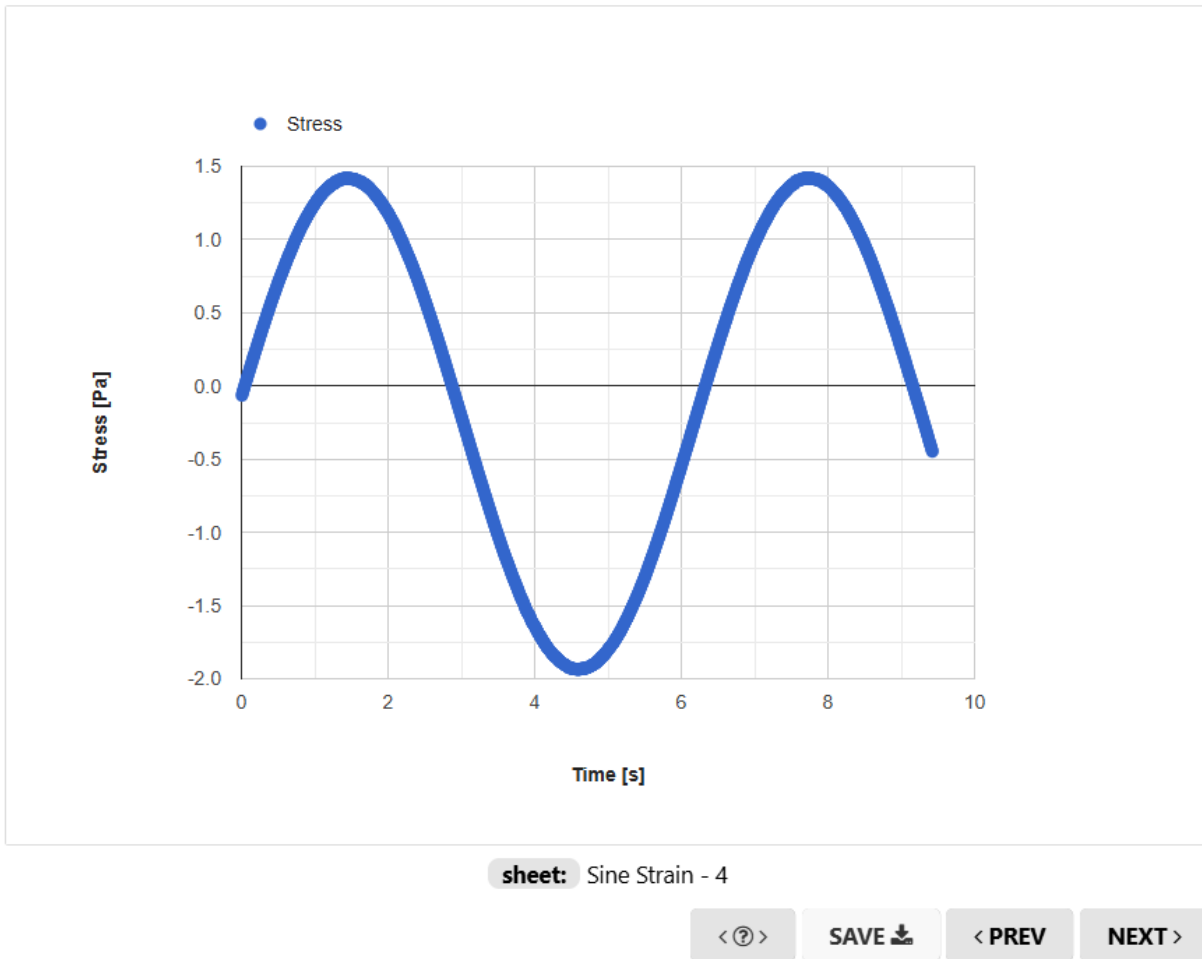 Stress
1.5
1.0
0.5
0.0
-0.5
-1.0
-1.5
-2.0
Stress [Pa]
0 2 4 6 8 10
Time [s]
sheet: Sine Strain - 4
<?> SAVE < PREV NEXT >